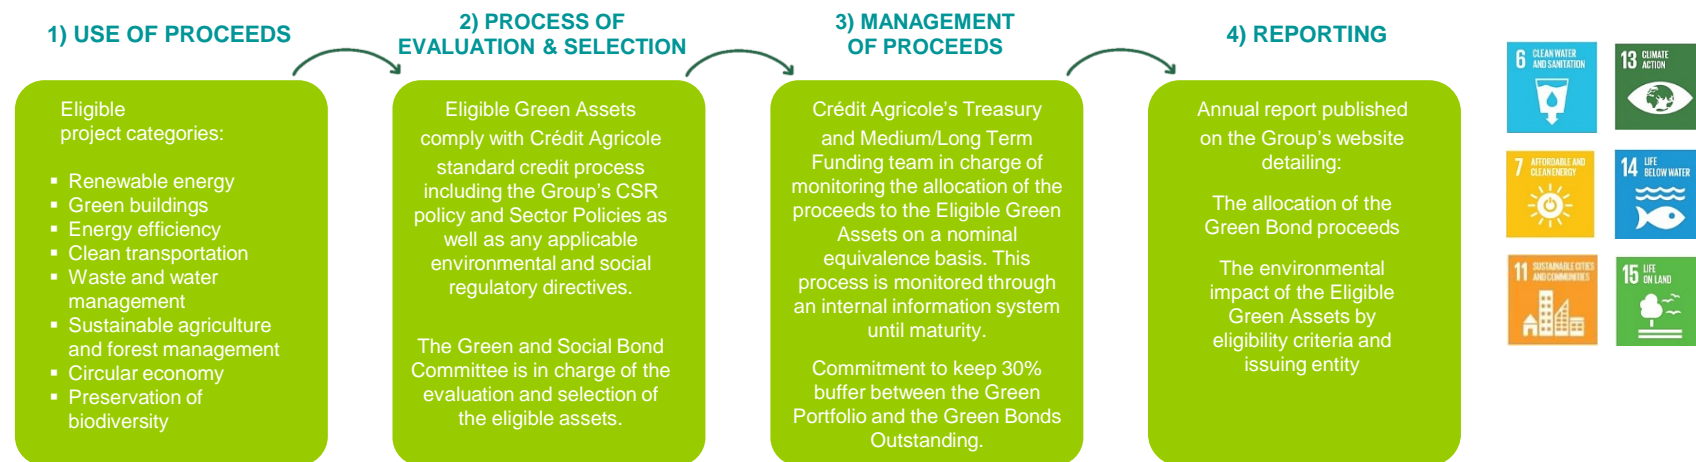 1) USE OF PROCEEDS
Eligible
project categories:
▪ Renewable energy
▪ Green buildings
▪ Energy efficiency
▪ Clean transportation
▪ Waste and water
management
▪ Sustainable agriculture
and forest management
▪ Circular economy
▪ Preservation of
biodiversity
2) PROCESS OF
EVALUATION & SELECTION
Eligible Green Assets
comply with Crédit Agricole
standard credit process
including the Group's CSR
policy and Sector Policies as
well as any applicable
environmental and social
regulatory directives.
The Green and Social Bond
Committee is in charge of the
evaluation and selection of
the eligible assets.
3) MANAGEMENT
OF PROCEEDS
Crédit Agricole's Treasury
and Medium/Long Term
Funding team in charge of
monitoring the allocation of the
proceeds to the Eligible Green
Assets on a nominal
equivalence basis. This
process is monitored through
an internal information system
until maturity.
Commitment to keep 30%
buffer between the Green
Portfolio and the Green Bonds
Outstanding.
4) REPORTING
Annual report published
on the Group's website
detailing:
The allocation of the
Green Bond proceeds
The environmental
impact of the Eligible
Green Assets by
eligibility criteria and
issuing entity
6 CLEAN WATER
AND SANITATION
13 CLIMATE
ACTION
7 AFFORDABLE AND
CLEAN ENERGY
14 LIFE
BELOW WATER
11 SUSTAINABLE CITIES
AND COMMUNITIES
15 LIFE
ON LAND